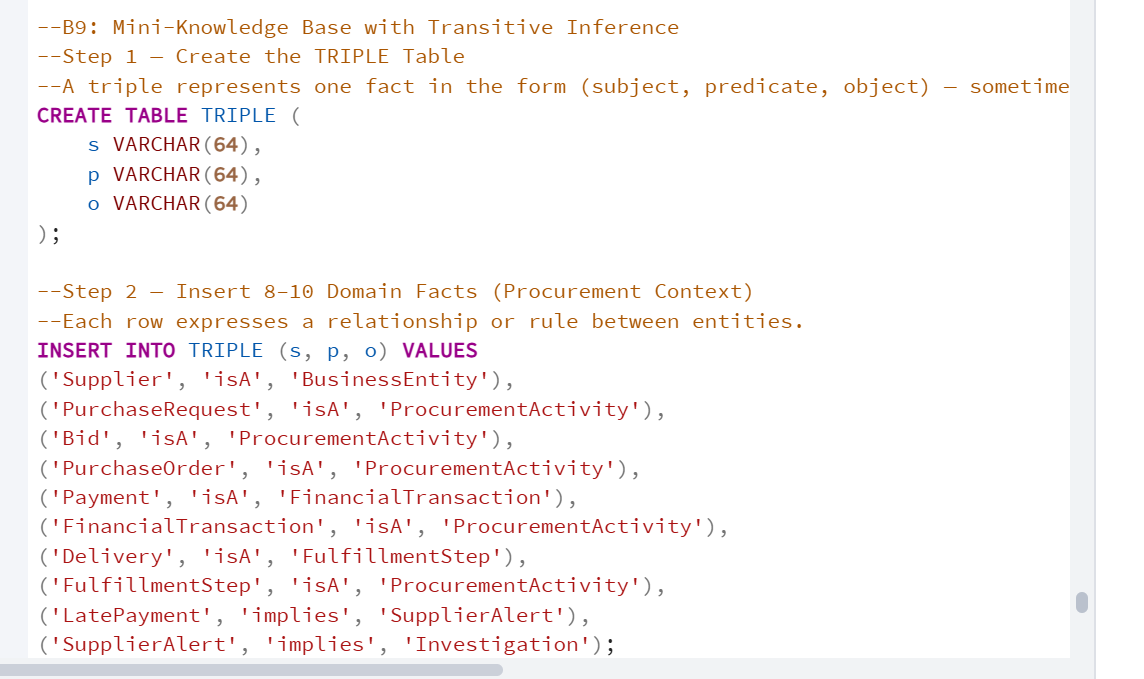 --B9: Mini-Knowledge Base with Transitive Inference
--Step 1 – Create the TRIPLE Table
--A triple represents one fact in the form (subject, predicate, object) – sometime
CREATE TABLE TRIPLE (
    s VARCHAR(64),
    p VARCHAR(64),
    o VARCHAR(64)
);

--Step 2 – Insert 8–10 Domain Facts (Procurement Context)
--Each row expresses a relationship or rule between entities.
INSERT INTO TRIPLE (s, p, o) VALUES
('Supplier', 'isA', 'BusinessEntity'),
('PurchaseRequest', 'isA', 'ProcurementActivity'),
('Bid', 'isA', 'ProcurementActivity'),
('PurchaseOrder', 'isA', 'ProcurementActivity'),
('Payment', 'isA', 'FinancialTransaction'),
('FinancialTransaction', 'isA', 'ProcurementActivity'),
('Delivery', 'isA', 'FulfillmentStep'),
('FulfillmentStep', 'isA', 'ProcurementActivity'),
('LatePayment', 'implies', 'SupplierAlert'),
('SupplierAlert', 'implies', 'Investigation');